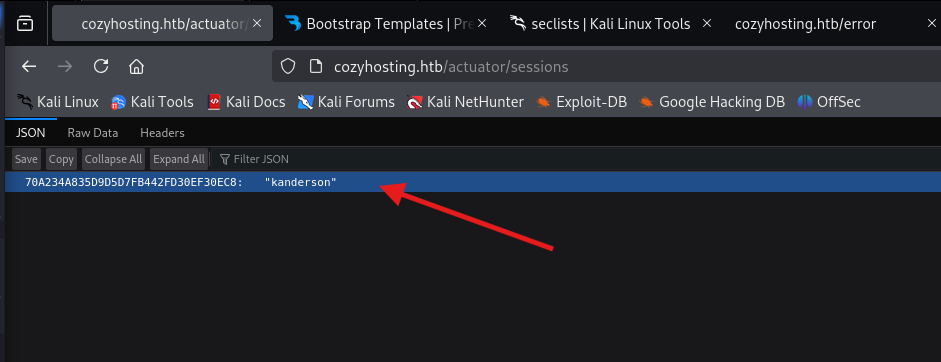 cozyhosting.htb/actuator/ Bootstrap Templates | Pre seclists | Kali Linux Tools cozyhosting.htb/error
cozyhosting.htb/actuator/sessions
Kali Linux Kali Tools Kali Docs Kali Forums Kali NetHunter Exploit-DB Google Hacking DB OffSec
JSON Raw Data Headers
Save Copy Collapse All Expand All Filter JSON
70A234A835D9D5D7FB442FD30EF30EC8: "kanderson"